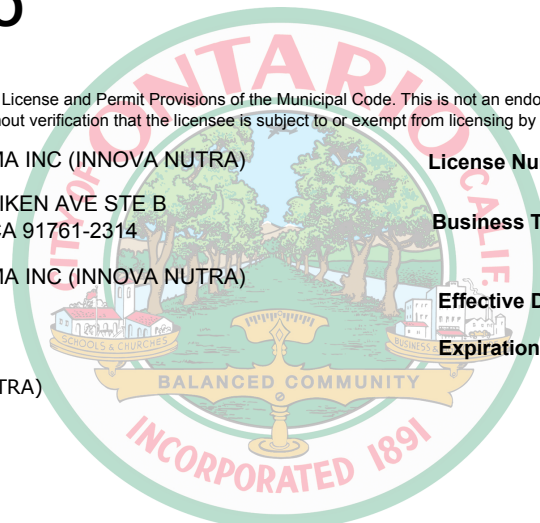 O
License and Permit Provisions of the Municipal Code. This is not an endo
out verification that the licensee is subject to or exempt from licensing by
MA INC (INNOVA NUTRA)
License Nu
IKEN AVE STE B
CA 91761-2314
Business T
MA INC (INNOVA NUTRA)
Effective D
Expiration
TRA)
CITY OF ONTARIO CALIF.
SCHOOLS & CHURCHES
BUSINESS &
BALANCED COMMUNITY
INCORPORATED 1891